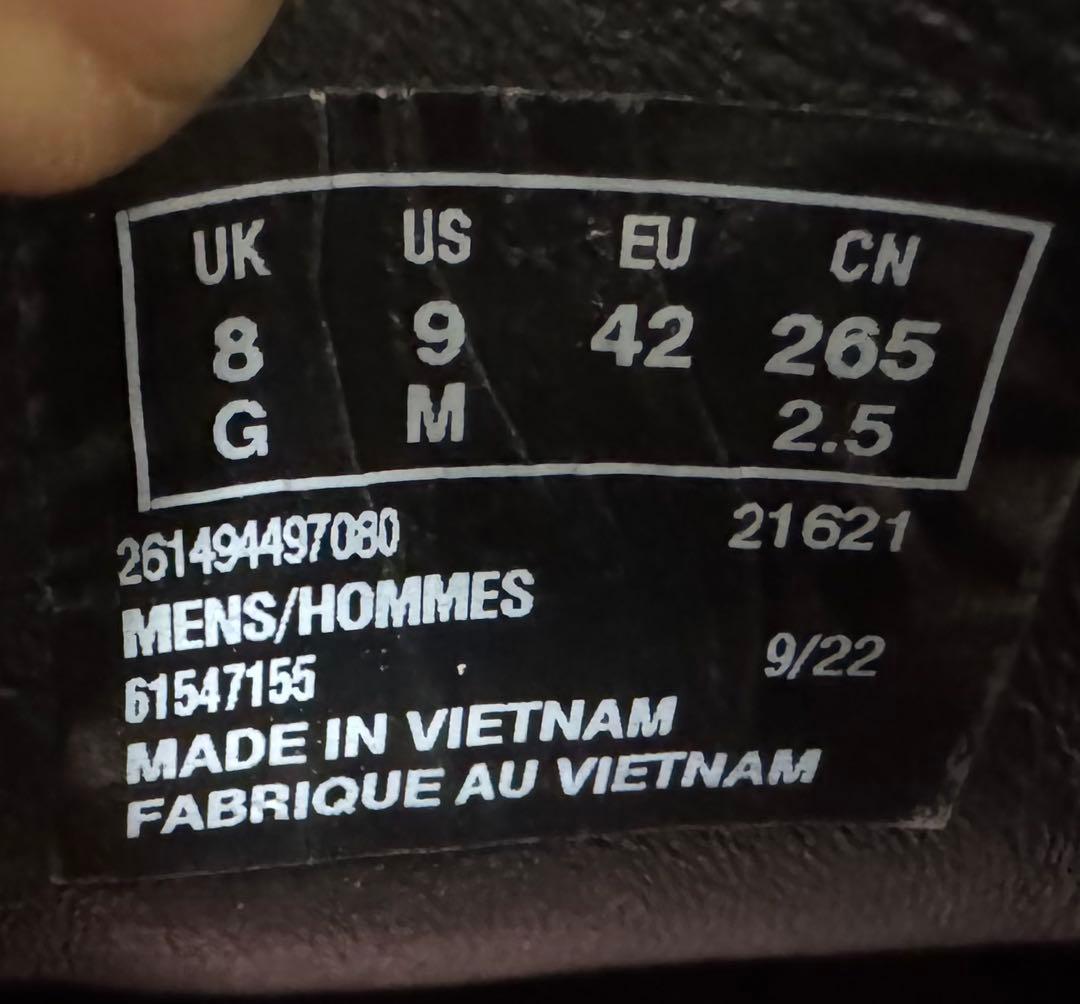 UK US EU CN
8 9 42 265
G M 2.5
261494497080 21621
MENS/HOMMES
61547155 9/22
MADE IN VIETNAM
FABRIQUE AU VIETNAM